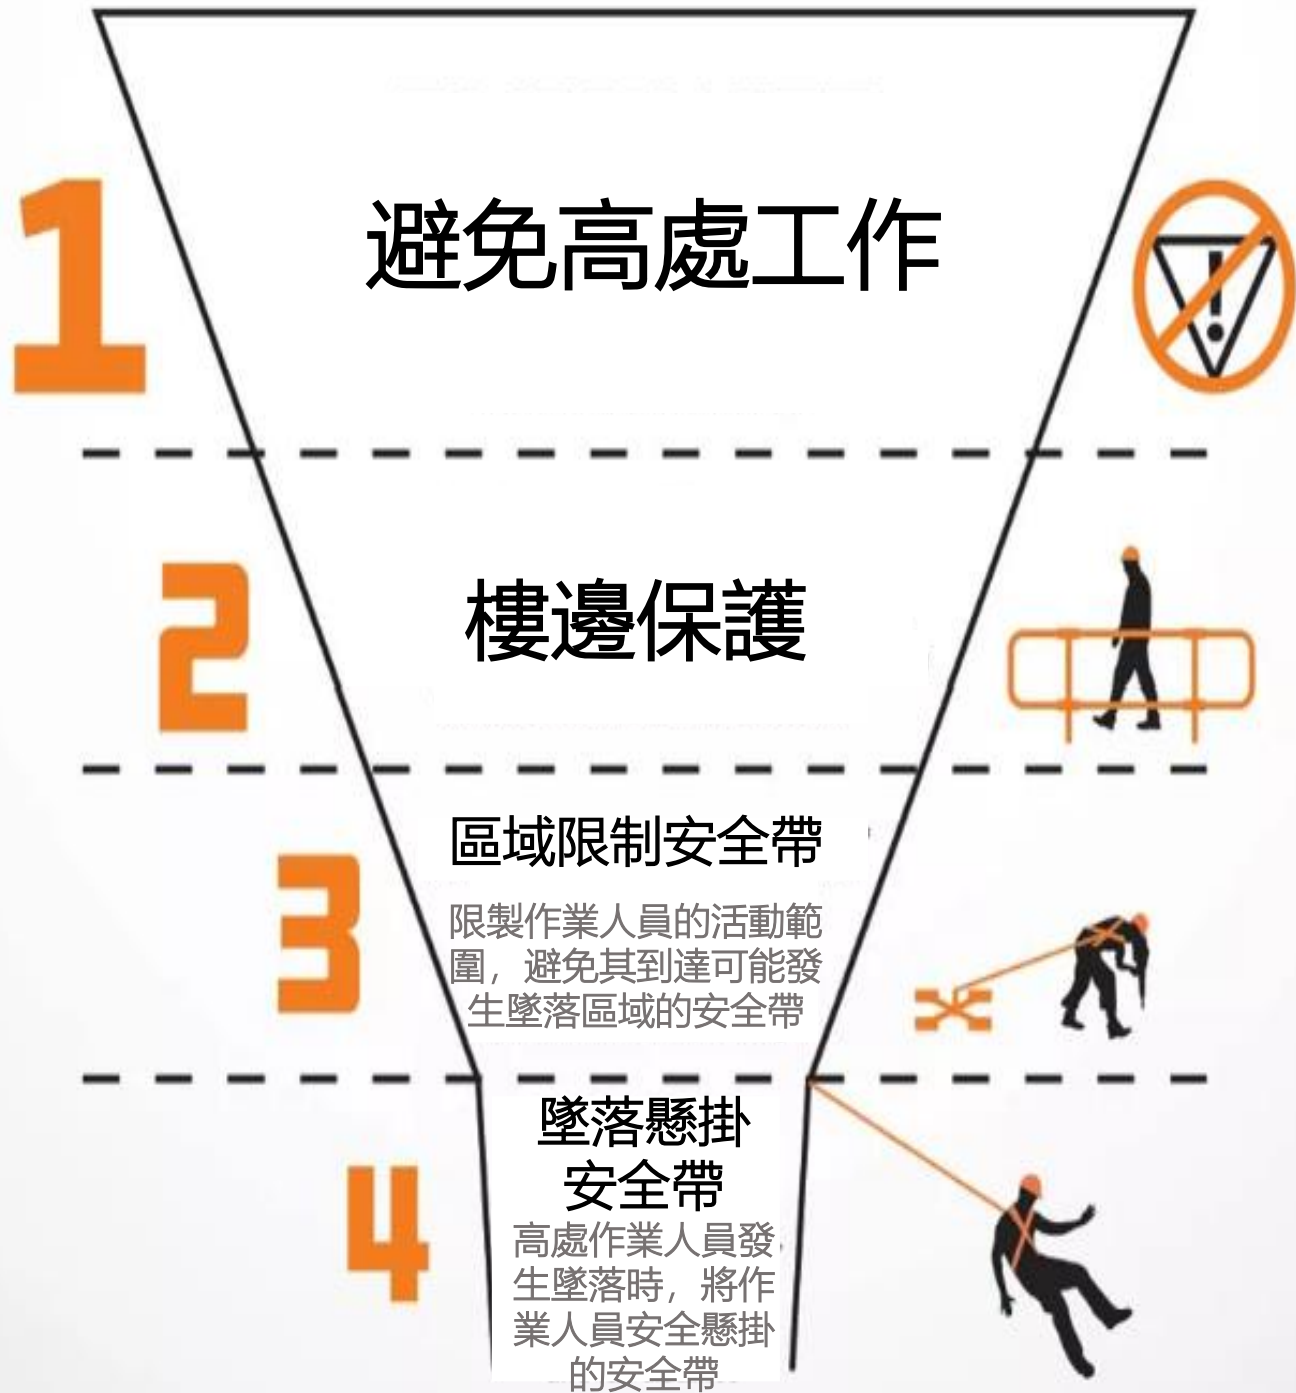 1
避免高處工作
2
樓邊保護
3
區域限制安全帶
限製作業人員的活動範
圍，避免其到達可能發
生墜落區域的安全帶
4
墜落懸掛
安全帶
高處作業人員發
生墜落時，將作
業人員安全懸掛
的安全帶